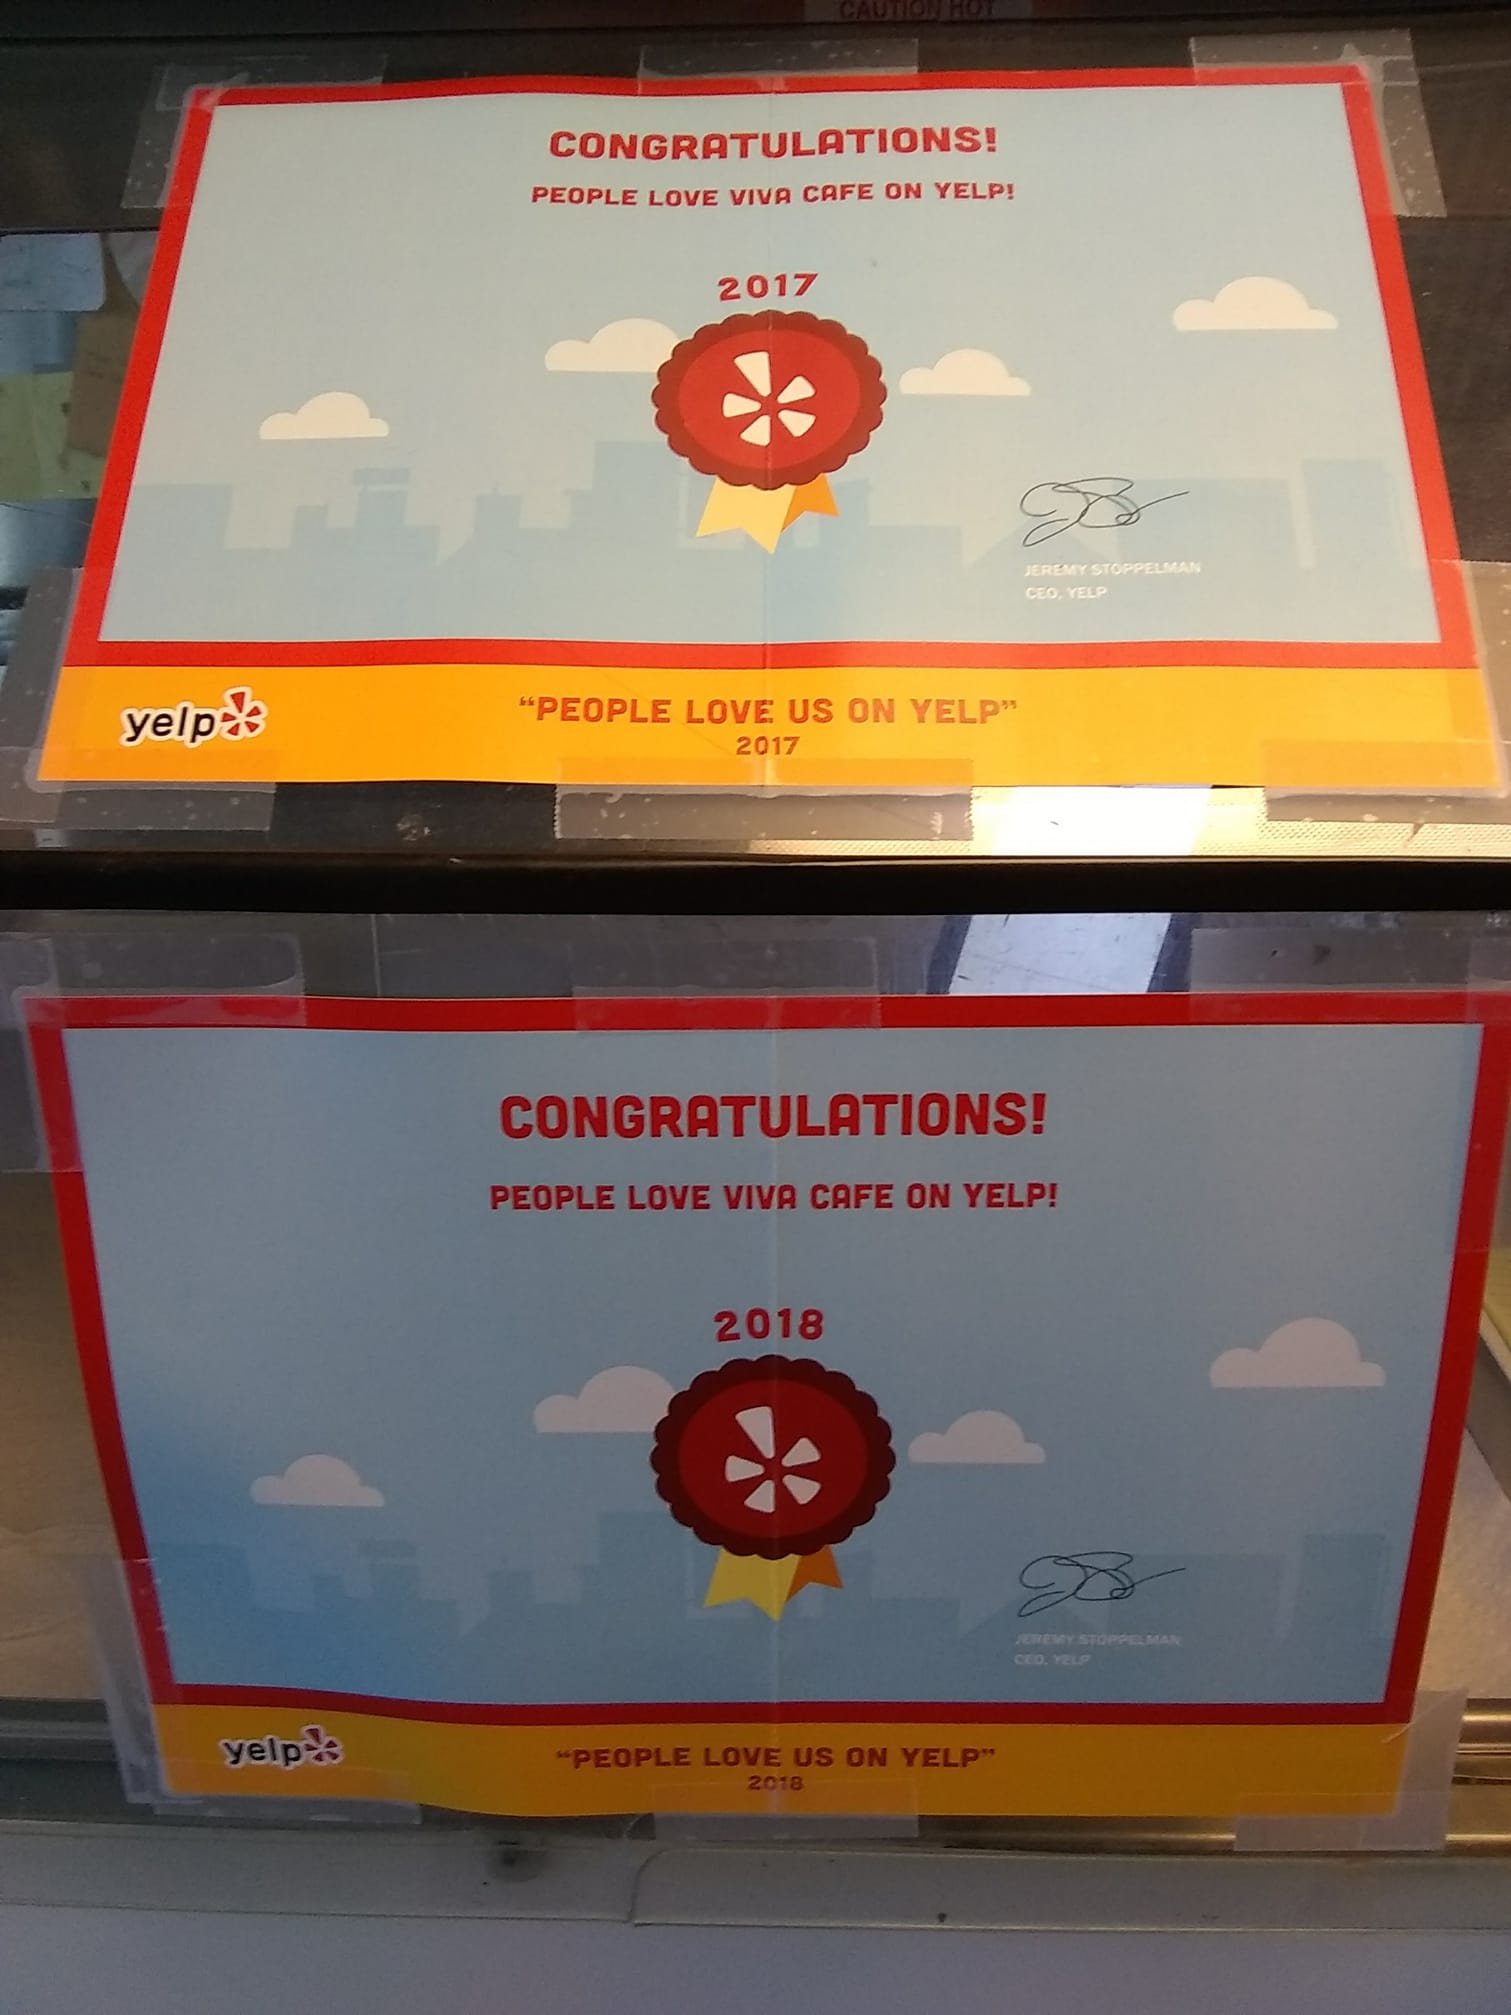 CAUTION HOT
CONGRATULATIONS!
PEOPLE LOVE VIVA CAFE ON YELP!
2017
JEREMY STOPPELMAN
CEO, YELP
yelp
“PEOPLE LOVE US ON YELP”
2017
CONGRATULATIONS!
PEOPLE LOVE VIVA CAFE ON YELP!
2018
JEREMY STOPPELMAN
CEO, YELP
yelp
“PEOPLE LOVE US ON YELP”
2018